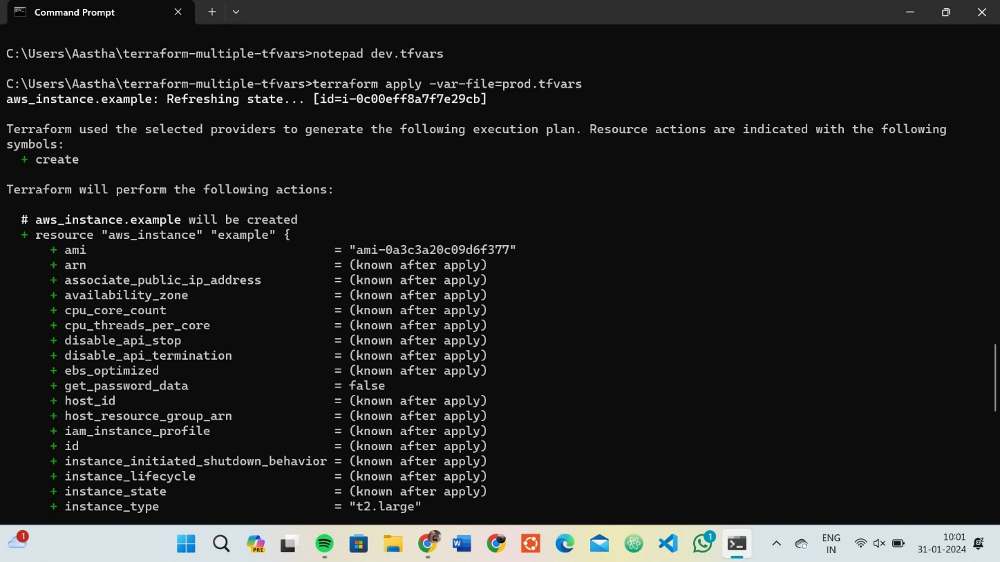 Command Prompt
C:\Users\Aastha\terraform-multiple-tfvars>notepad dev.tfvars
C:\Users\Aastha\terraform-multiple-tfvars>terraform apply -var-file=prod.tfvars
aws_instance.example: Refreshing state... [id=i-0c00eff8a7f7e29cb]
Terraform used the selected providers to generate the following execution plan. Resource actions are indicated with the following
symbols:
+ create
Terraform will perform the following actions:
# aws_instance.example will be created
+ resource "aws_instance" "example" {
+ ami = "ami-0a3c3a20c09d6f377"
+ arn = (known after apply)
+ associate_public_ip_address = (known after apply)
+ availability_zone = (known after apply)
+ cpu_core_count = (known after apply)
+ cpu_threads_per_core = (known after apply)
+ disable_api_stop = (known after apply)
+ disable_api_termination = (known after apply)
+ ebs_optimized = (known after apply)
+ get_password_data = false
+ host_id = (known after apply)
+ host_resource_group_arn = (known after apply)
+ iam_instance_profile = (known after apply)
+ id = (known after apply)
+ instance_initiated_shutdown_behavior = (known after apply)
+ instance_lifecycle = (known after apply)
+ instance_state = (known after apply)
+ instance_type = "t2.large"
1
PRE
W
1
ENG
IN
10:01
31-01-2024